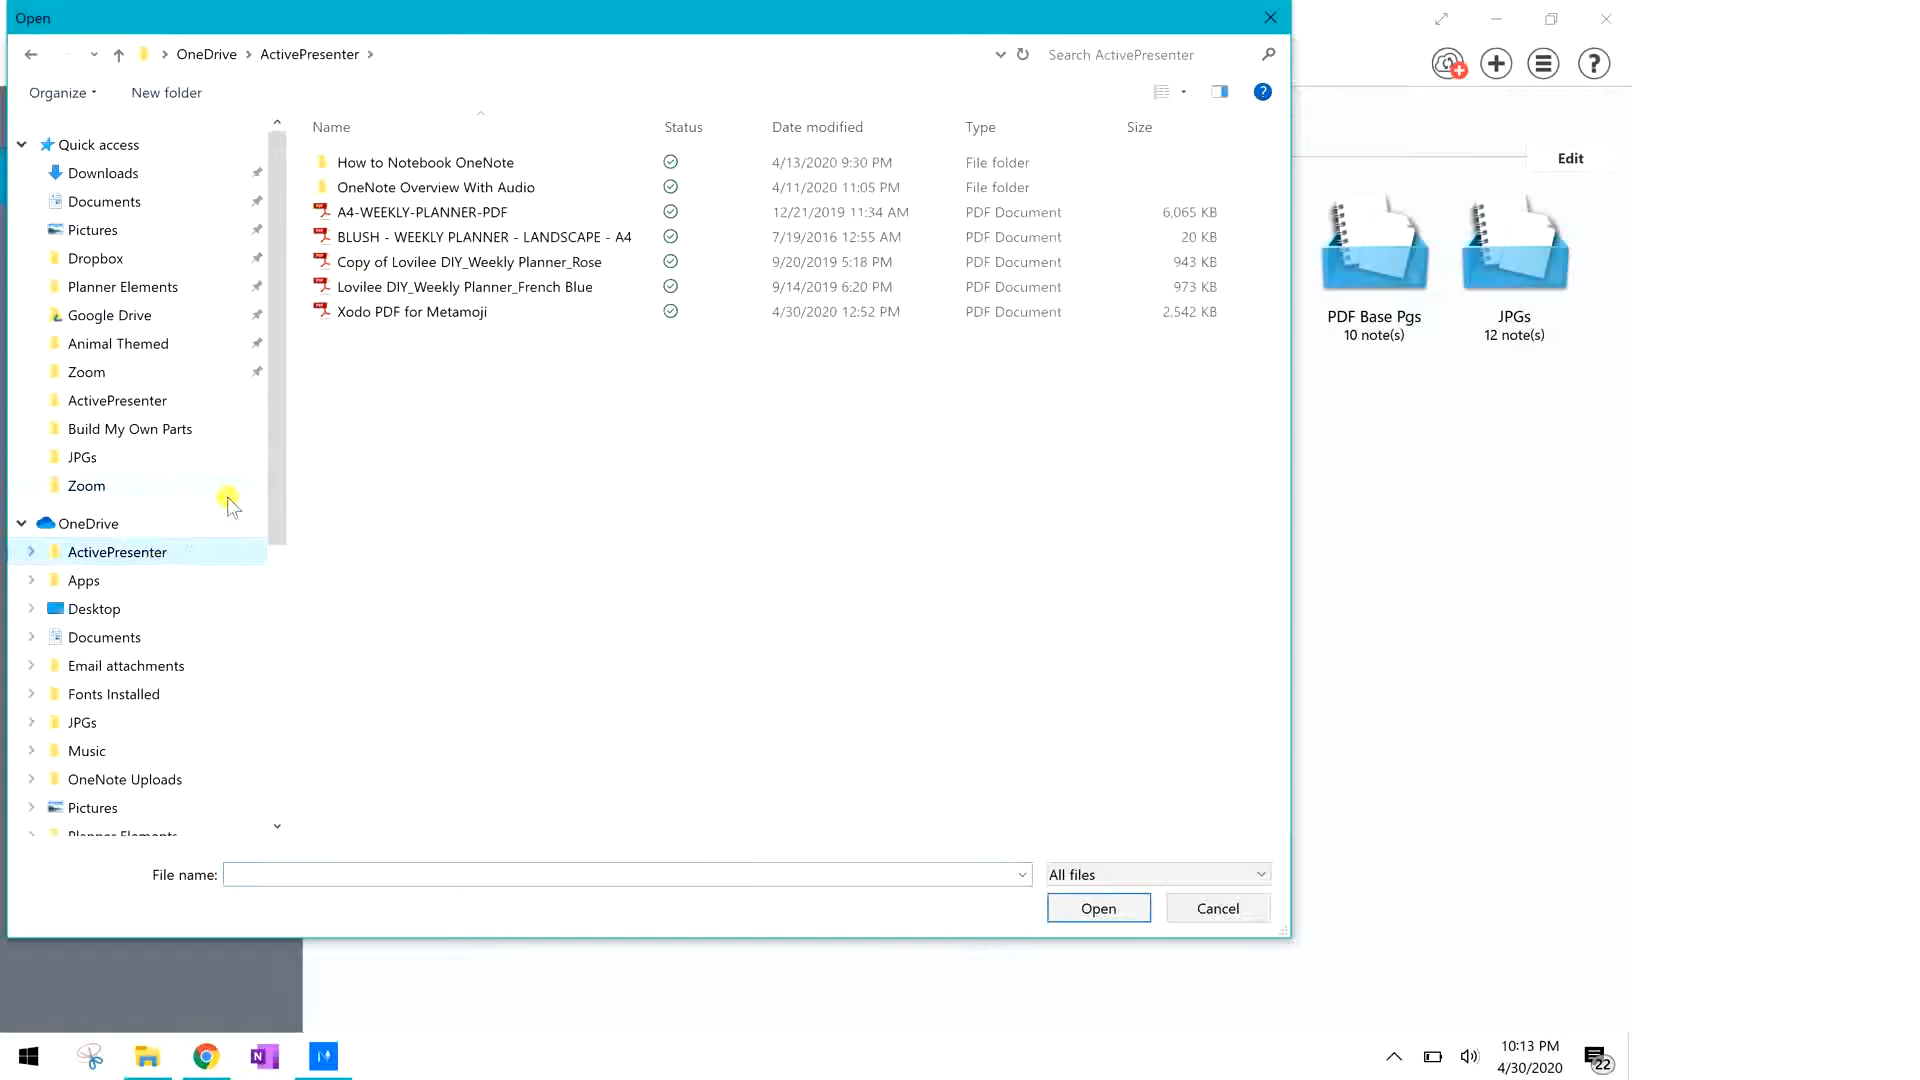 Open
OneDrive ActivePresenter
Search ActivePresenter
Organize New folder
?
?
Name Status Date modified Type Size
Quick access
Downloads
Documents
Pictures
Dropbox
Planner Elements
Google Drive
Animal Themed
Zoom
ActivePresenter
Build My Own Parts
JPGs
Zoom
OneDrive
ActivePresenter
Apps
Desktop
Documents
Email attachments
Fonts Installed
JPGs
Music
OneNote Uploads
Pictures
Planner Elements
How to Notebook OneNote 4/13/2020 9:30 PM File folder
OneNote Overview With Audio 4/11/2020 11:05 PM File folder
A4-WEEKLY-PLANNER-PDF 12/21/2019 11:34 AM PDF Document 6,065 KB
BLUSH - WEEKLY PLANNER - LANDSCAPE - A4 7/19/2016 12:55 AM PDF Document 20 KB
Copy of Lovilee DIY_Weekly Planner_Rose 9/20/2019 5:18 PM PDF Document 943 KB
Lovilee DIY_Weekly Planner_French Blue 9/14/2019 6:20 PM PDF Document 973 KB
Xodo PDF for Metamoji 4/30/2020 12:52 PM PDF Document 2,542 KB
Edit
PDF Base Pgs JPGs
10 note(s) 12 note(s)
File name: All files
Open Cancel
N
10:13 PM
4/30/2020
22